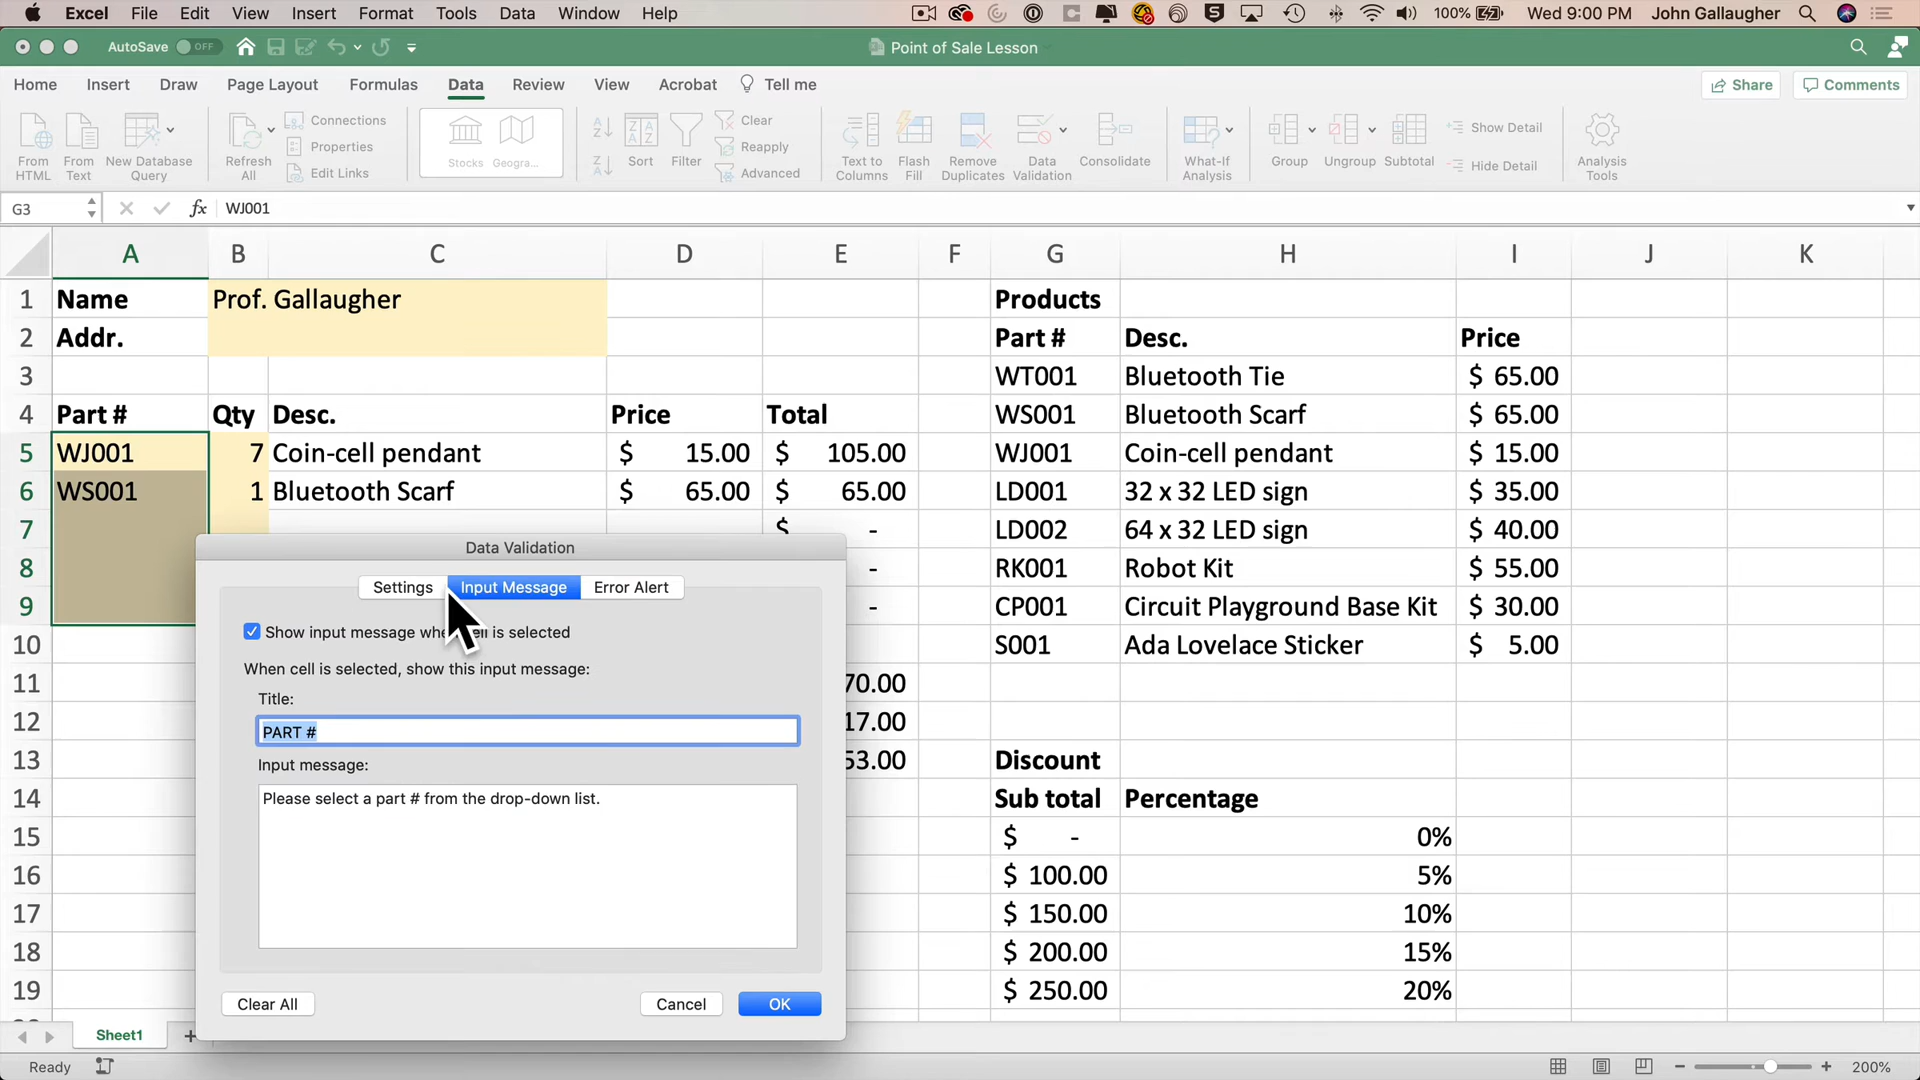 Excel File Edit View Insert Format Tools Data Window Help 100% Wed 9:00 PM John Gallaugher
AutoSave OFF Point of Sale Lesson
Home Insert Draw Page Layout Formulas Data Review View Acrobat Tell me Share Comments
From HTML
From Text
New Database Query
Refresh All
Connections
Properties
Edit Links
Stocks Geogra...
Sort
Filter
Clear
Reapply
Advanced
Text to Columns
Flash Fill
Remove Duplicates
Data Validation
Consolidate
What-If Analysis
Group
Ungroup
Subtotal
Show Detail
Hide Detail
Analysis Tools
G3 fx WJ001
A B C D E F G H I J K
1 Name Prof. Gallaugher Products
2 Addr. Part # Desc. Price
3 WT001 Bluetooth Tie $ 65.00
4 Part # Qty Desc. Price Total WS001 Bluetooth Scarf $ 65.00
5 WJ001 7 Coin-cell pendant $ 15.00 $ 105.00 WJ001 Coin-cell pendant $ 15.00
6 WS001 1 Bluetooth Scarf $ 65.00 $ 65.00 LD001 32 x 32 LED sign $ 35.00
7 $ - LD002 64 x 32 LED sign $ 40.00
8 - RK001 Robot Kit $ 55.00
9 - CP001 Circuit Playground Base Kit $ 30.00
10 S001 Ada Lovelace Sticker $ 5.00
11 70.00
12 17.00
13 53.00 Discount
14 Sub total Percentage
15 $ - 0%
16 $ 100.00 5%
17 $ 150.00 10%
18 $ 200.00 15%
19 $ 250.00 20%
Data Validation
Settings Input Message Error Alert
Show input message when cell is selected
When cell is selected, show this input message:
Title:
PART #
Input message:
Please select a part # from the drop-down list.
Clear All Cancel OK
Sheet1 +
Ready 200%